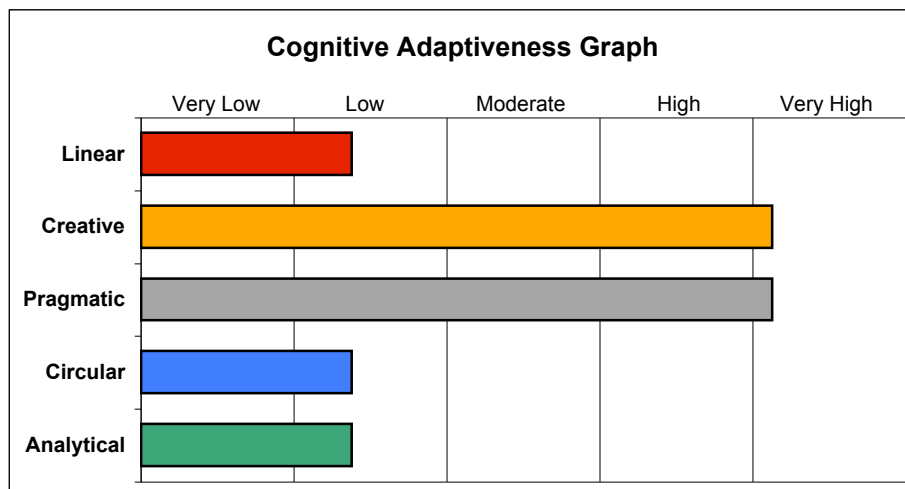 Cognitive Adaptiveness Graph
Very Low Low Moderate High Very High
Linear
Creative
Pragmatic
Circular
Analytical